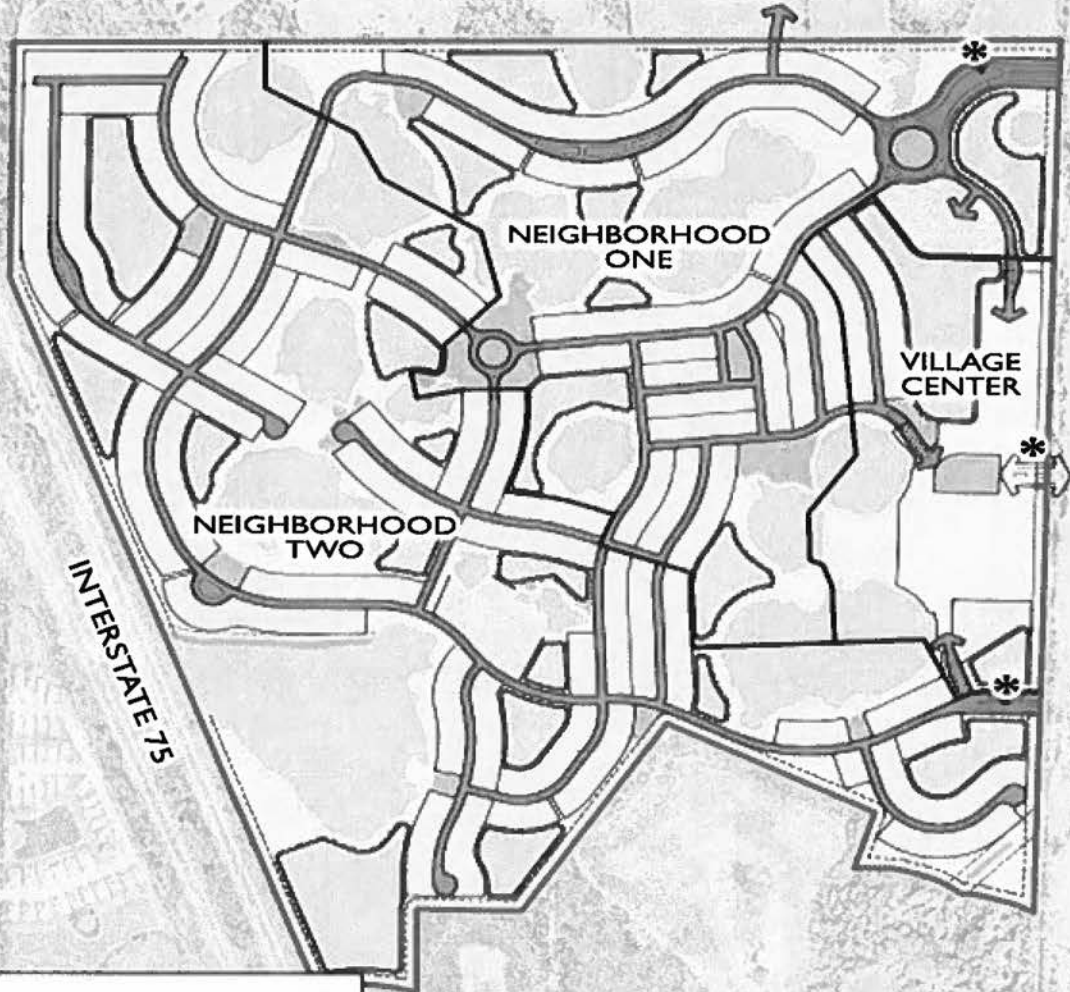 *
NEIGHBORHOOD
ONE
VILLAGE
CENTER
*
NEIGHBORHOOD
TWO
INTERSTATE 75
*